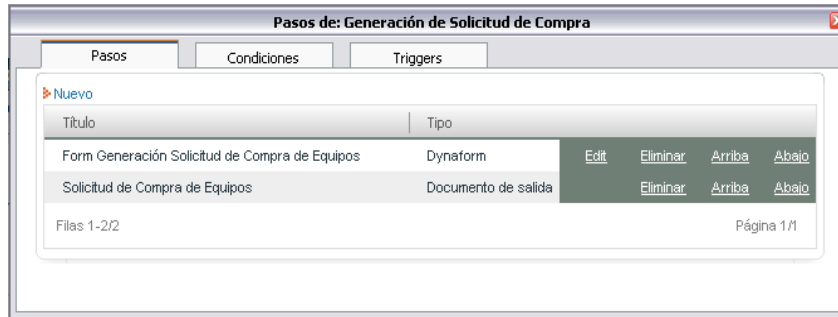 Pasos de: Generación de Solicitud de Compra
Pasos Condiciones Triggers
Nuevo
Título Tipo
Form Generación Solicitud de Compra de Equipos Dynaform Edit Eliminar Arriba Abajo
Solicitud de Compra de Equipos Documento de salida Eliminar Arriba Abajo
Filas 1-2/2 Página 1/1